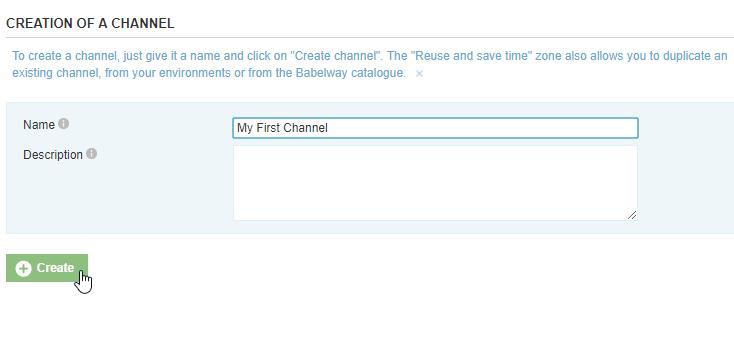 CREATION OF A CHANNEL
To create a channel, just give it a name and click on "Create channel". The "Reuse and save time" zone also allows you to duplicate an
existing channel, from your environments or from the Babelway catalogue. ×
Name
My First Channel
Description
Create